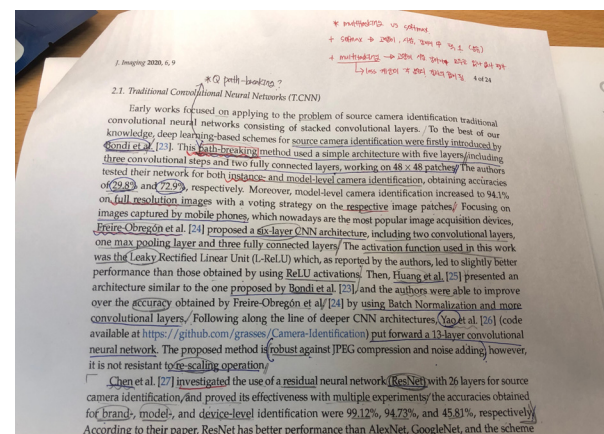 * multitasking vs softmax
+ softmax → 고양이, 사자, 강아지 中 택 1
+ multitasking →
→ loss
J. Imaging 2020, 6, 9
4 of 24
* Q path-breaking ?
2.1. Traditional Convolutional Neural Networks (T.CNN)
Early works focused on applying to the problem of source camera identification traditional
convolutional neural networks consisting of stacked convolutional layers. To the best of our
knowledge, deep learning-based schemes for source camera identification were firstly introduced by
Bondi et al. [23]. This path-breaking method used a simple architecture with five layers, including
three convolutional steps and two fully connected layers, working on 48 × 48 patches. The authors
tested their network for both instance- and model-level camera identification, obtaining accuracies
of 29.8% and 72.9%, respectively. Moreover, model-level camera identification increased to 94.1%
on full resolution images with a voting strategy on the respective image patches. Focusing on
images captured by mobile phones, which nowadays are the most popular image acquisition devices,
Freire-Obregón et al. [24] proposed a six-layer CNN architecture, including two convolutional layers,
one max pooling layer and three fully connected layers. The activation function used in this work
was the Leaky Rectified Linear Unit (L-ReLU) which, as reported by the authors, led to slightly better
performance than those obtained by using ReLU activations. Then, Huang et al. [25] presented an
architecture similar to the one proposed by Bondi et al. [23], and the authors were able to improve
over the accuracy obtained by Freire-Obregón et al. [24] by using Batch Normalization and more
convolutional layers. Following along the line of deeper CNN architectures, Yao et al. [26] (code
available at https://github.com/grasses/Camera-Identification) put forward a 13-layer convolutional
neural network. The proposed method is robust against JPEG compression and noise adding; however,
it is not resistant to re-scaling operation.
Chen et al. [27] investigated the use of a residual neural network (ResNet) with 26 layers for source
camera identification and proved its effectiveness with multiple experiments; the accuracies obtained
for brand-, model-, and device-level identification were 99.12%, 94.73%, and 45.81%, respectively.
According to their paper, ResNet has better performance than AlexNet, GoogleNet, and the scheme